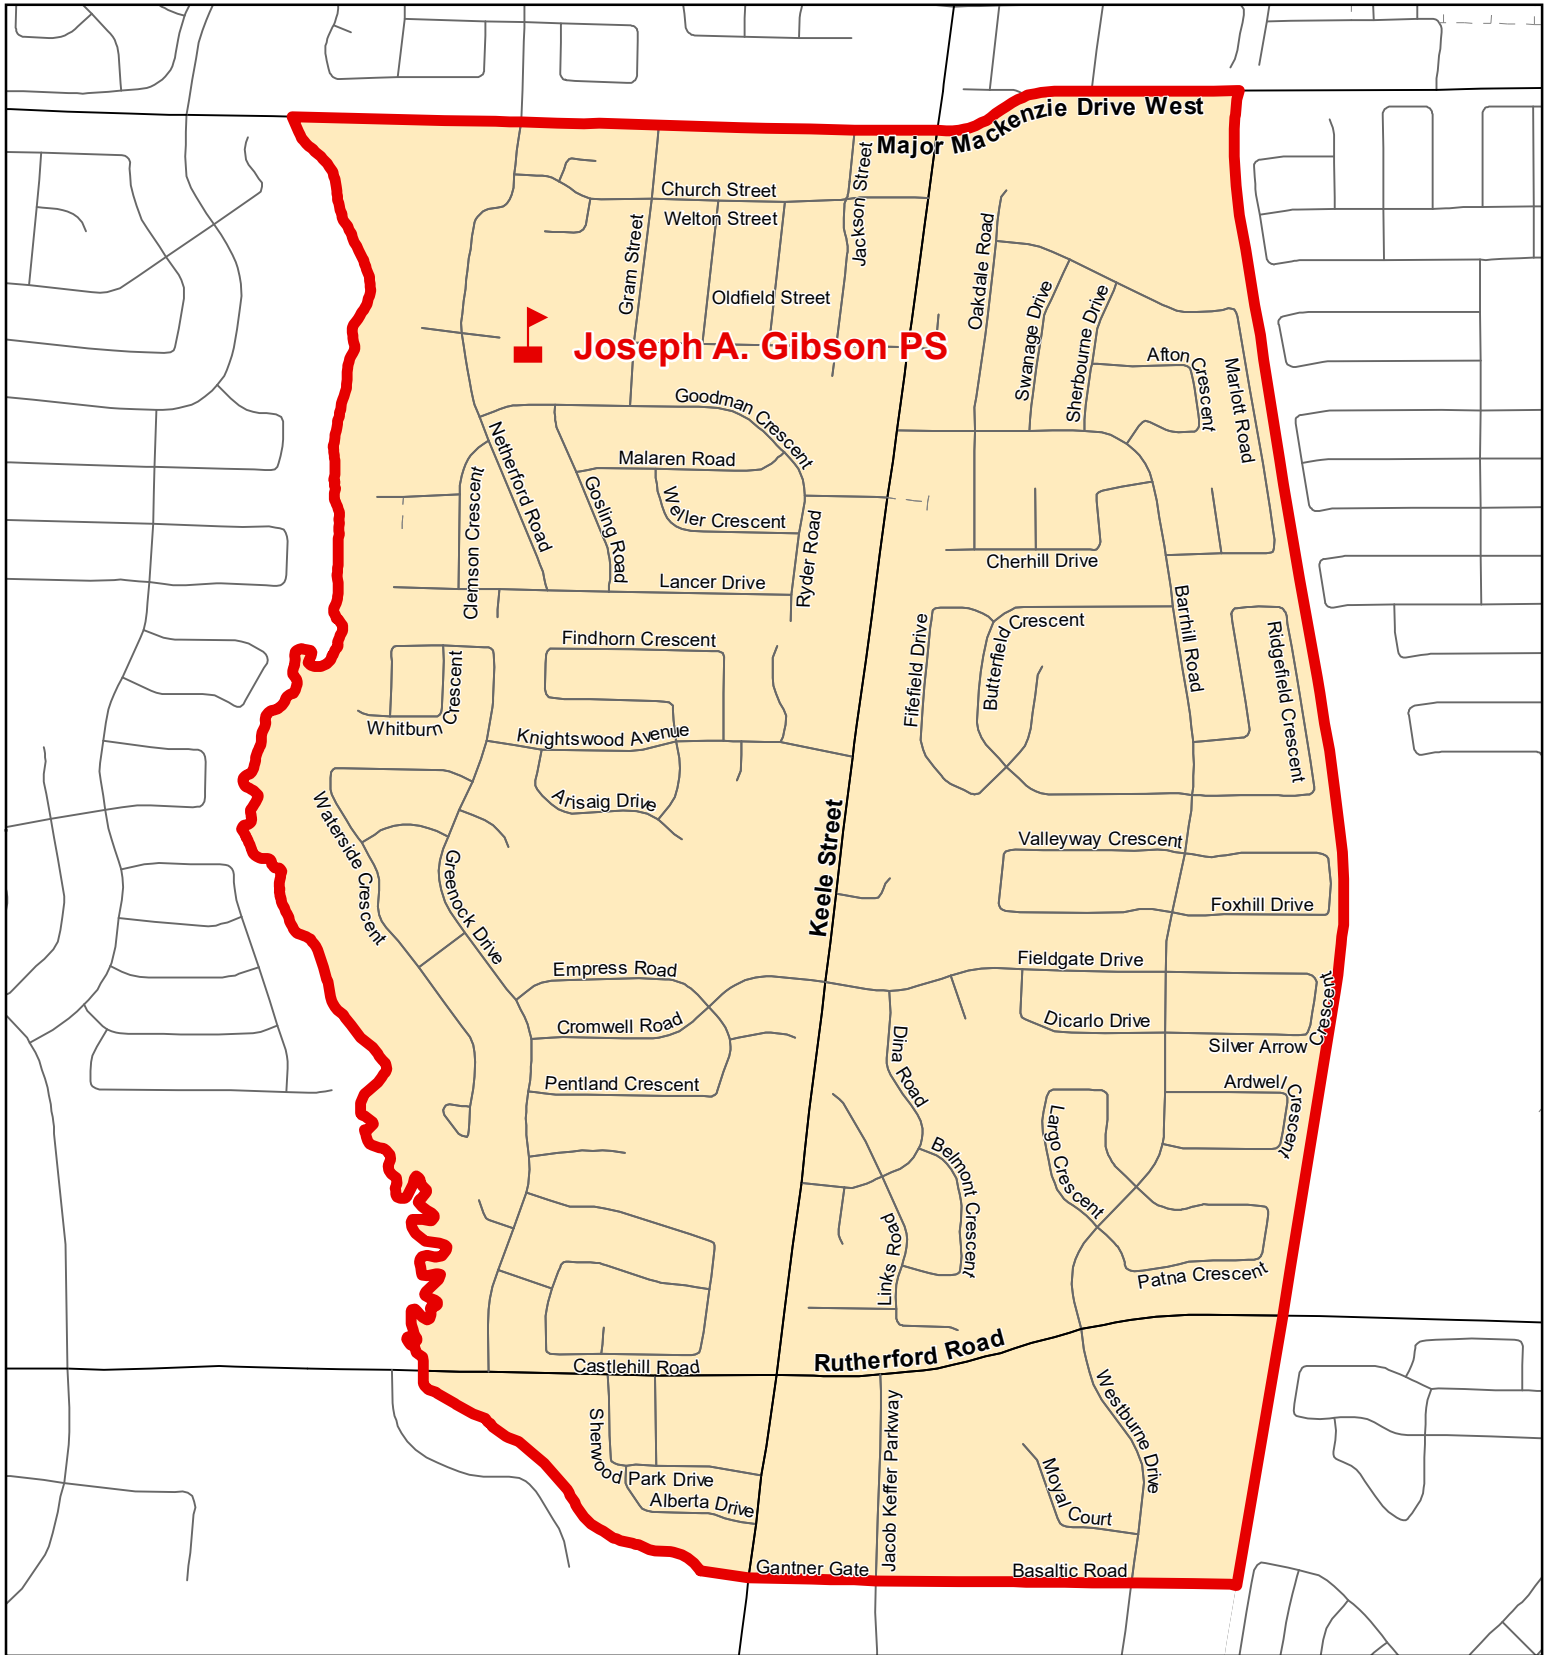 Major Mackenzie Drive West
Church Street
Jackson Street
Welton Street
Gram Street
Oakdale Road
Oldfield Street
Swanage Drive
Sherbourne Drive
Joseph A. Gibson PS
Afton Crescent
Marlott Road
Goodman Crescent
Netherford Road
Malaren Road
Clemson Crescent
Gosling Road
Weller Crescent
Ryder Road
Cherhill Drive
Lancer Drive
Barrhill Road
Findhorn Crescent
Fifefield Drive
Butterfield Crescent
Ridgefield Crescent
Whitburn Crescent
Knightswood Avenue
Arisaig Drive
Waterside Crescent
Keele Street
Valleyway Crescent
Greenock Drive
Foxhill Drive
Empress Road
Fieldgate Drive
Cromwell Road
Dicarlo Drive
Silver Arrow Crescent
Dina Road
Pentland Crescent
Ardwel/ Crescent
Largo Crescent
Belmont Crescent
Links Road
Patna Crescent
Rutherford Road
Castlehill Road
Sherwood Park Drive
Jacob Keffer Parkway
Westburne Drive
Alberta Drive
Moyal Court
Gantner Gate
Basaltic Road